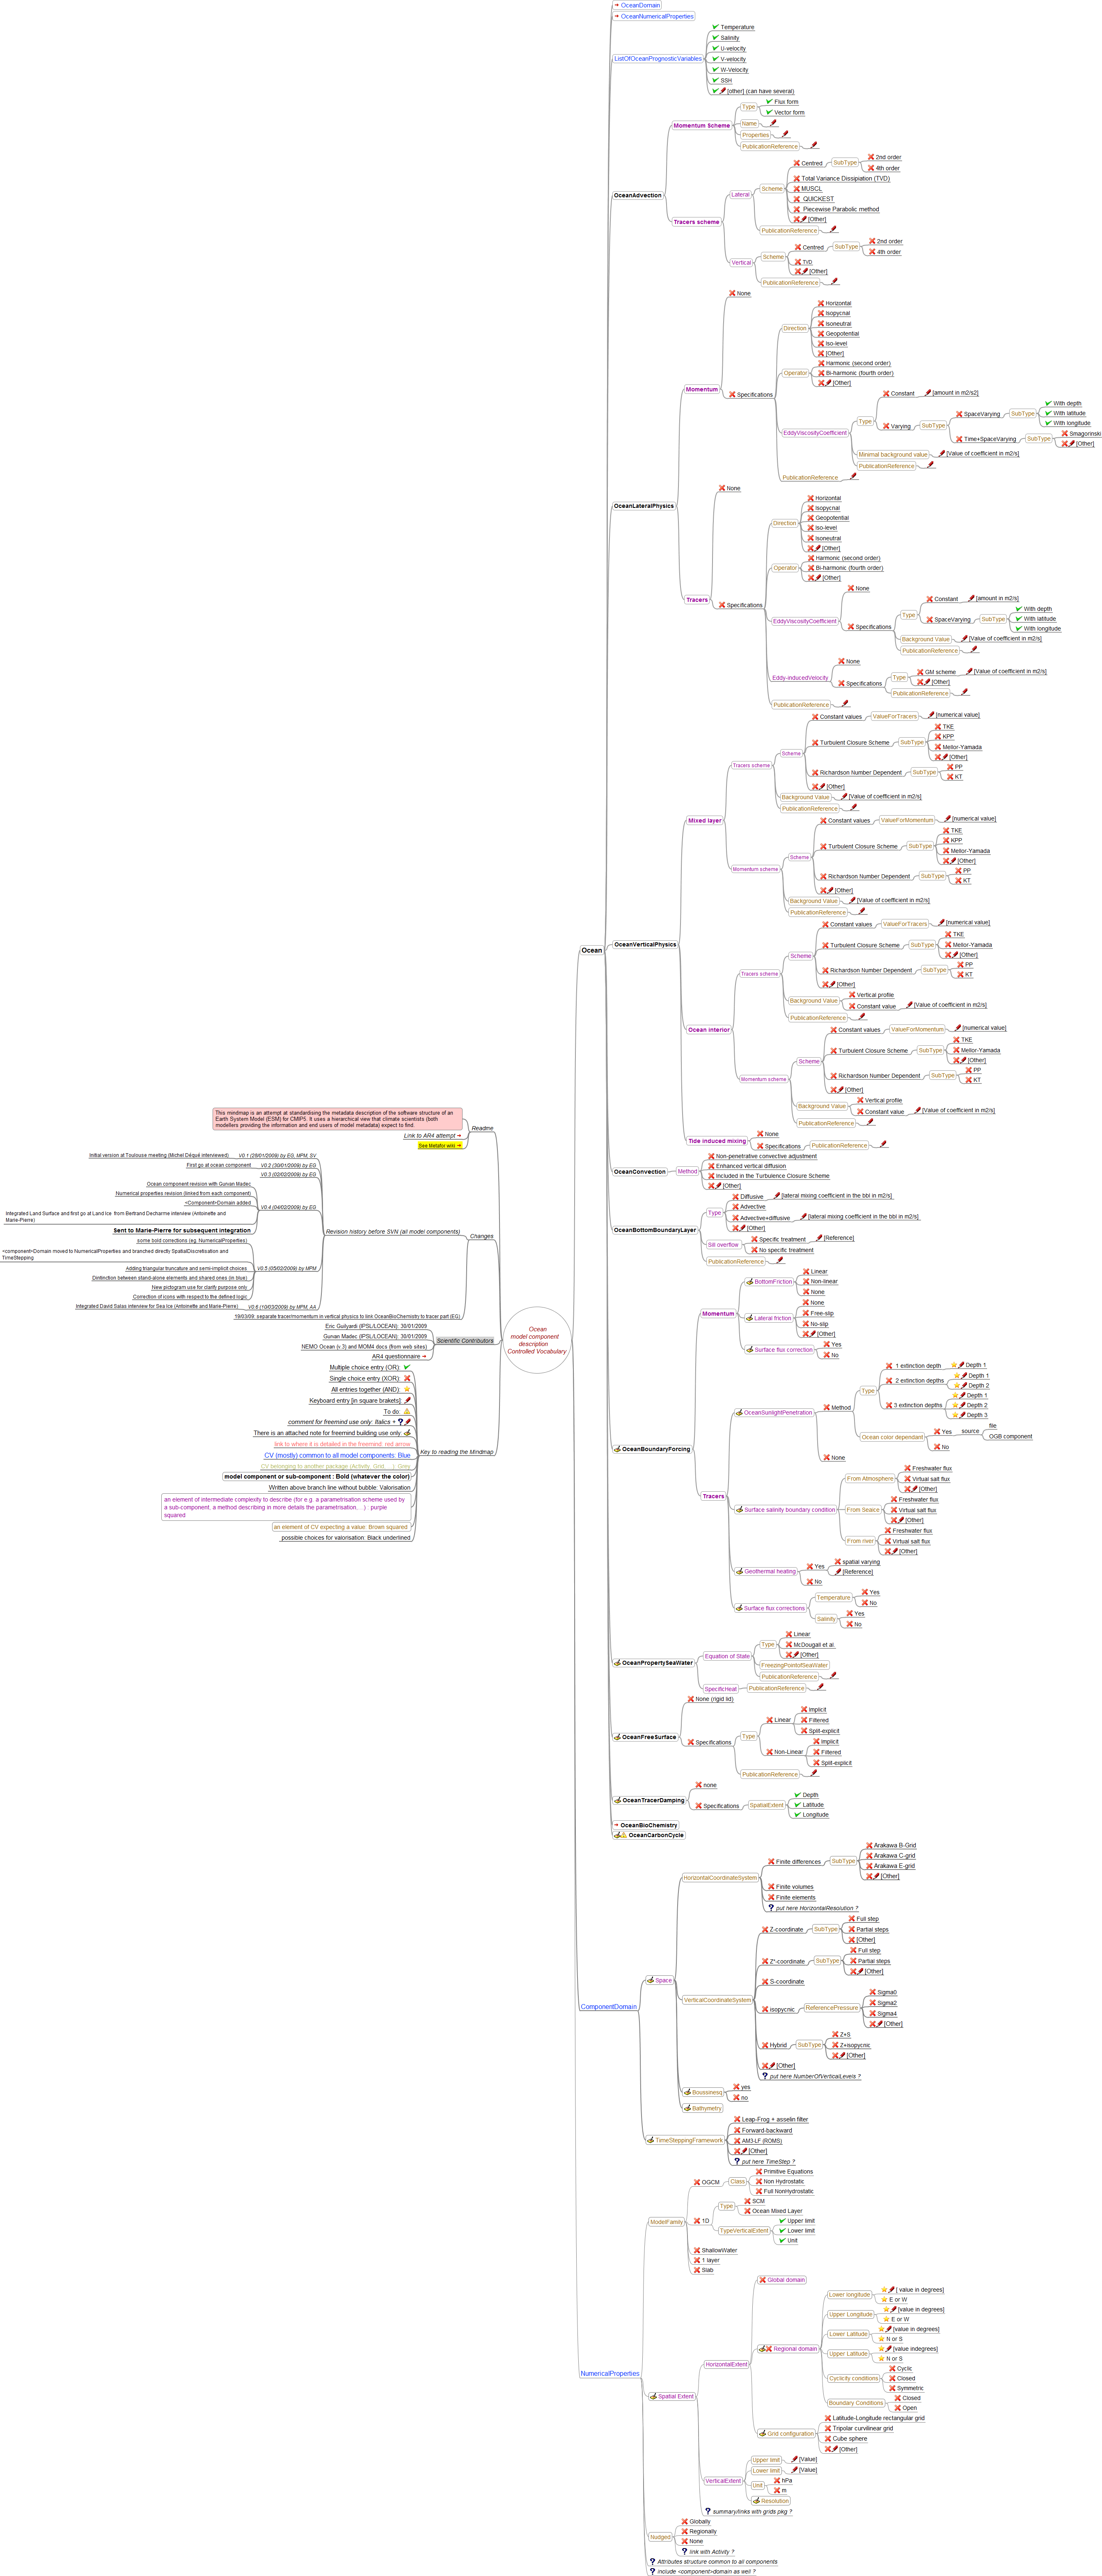 Ocean
model component
description
Controlled Vocabulary
Readme
This mindmap is an attempt at standardising the metadata description of the software structure of an
Earth System Model (ESM) for CMIP5. It uses a hierarchical view that climate scientists (both
modellers providing the information and end users of model metadata) expect to find.
Link to AR4 attempt
See Metafor wiki
Changes
Revision history before SVN (all model components)
Initial version at Toulouse meeting (Michel Déqué interviewed)
V0.1 (28/01/2009) by EG, MPM, SV
First go at ocean component
V0.2 (30/01/2009) by EG
V0.3 (02/02/2009) by EG
Ocean component revision with Gurvan Madec
Numerical properties revision (linked from each component)
<Component>Domain added
Integrated Land Surface and first go at Land Ice from Bertrand Decharme interview (Antoinette and
Marie-Pierre)
Sent to Marie-Pierre for subsequent integration
V0.4 (04/02/2009) by EG
some bold corrections (eg. NumericalProperties)
<component>Domain moved to NumericalProperties and branched directly SpatialDiscretisation and
TimeStepping
Adding triangular truncature and semi-implicit choices
Dintinction between stand-alone elements and shared ones (in blue)
New pictogram use for clarify purpose only
Correction of icons with respect to the defined logic
V0.5 (05/02/2009) by MPM
Integrated David Salas interview for Sea Ice (Antoinette and Marie-Pierre)
V0.6 (10/03/2009) by MPM, AA
19/03/09: separate tracer/momentum in vertical physics to link OceanBioChemistry to tracer part (EG)
Scientific Contributors
Eric Guilyardi (IPSL/LOCEAN): 30/01/2009
Gurvan Madec (IPSL/LOCEAN): 30/01/2009
NEMO Ocean (v.3) and MOM4 docs (from web sites)
AR4 questionnaire
Key to reading the Mindmap
Multiple choice entry (OR):
Single choice entry (XOR):
All entries together (AND):
Keyboard entry [in square brakets]:
To do:
comment for freemind use only: Italics +
There is an attached note for freemind building use only:
link to where it is detailed in the freemind: red arrow
CV (mostly) common to all model components: Blue
CV belonging to another package (Activity, Grid, ...): Grey
model component or sub-component : Bold (whatever the color)
Written above branch line without bubble: Valorisation
an element of intermediate complexity to describe (for e.g. a parametrisation scheme used by
a sub-component, a method describing in more details the parametrisation,...) : purple
squared
an element of CV expecting a value: Brown squared
possible choices for valorisation: Black underlined
Ocean
OceanDomain
OceanNumericalProperties
ListOfOceanPrognosticVariables
Temperature
Salinity
U-velocity
V-velocity
W-Velocity
SSH
[other] (can have several)
OceanAdvection
Momentum Scheme
Type
Flux form
Vector form
Name
Properties
PublicationReference
Tracers scheme
Lateral
Scheme
Centred
SubType
2nd order
4th order
Total Variance Dissipiation (TVD)
MUSCL
QUICKEST
Piecewise Parabolic method
[Other]
PublicationReference
Vertical
Scheme
Centred
SubType
2nd order
4th order
TVD
[Other]
PublicationReference
OceanLateralPhysics
Momentum
None
Specifications
Direction
Horizontal
Isopycnal
Isoneutral
Geopotential
Iso-level
[Other]
Operator
Harmonic (second order)
Bi-harmonic (fourth order)
[Other]
EddyViscosityCoefficient
Type
Constant
[amount in m2/s2]
Varying
SubType
SpaceVarying
SubType
With depth
With latitude
With longitude
Time+SpaceVarying
SubType
Smagorinski
[Other]
Minimal background value
[Value of coefficient in m2/s]
PublicationReference
PublicationReference
Tracers
None
Specifications
Direction
Horizontal
Isopycnal
Geopotential
Iso-level
Isoneutral
[Other]
Operator
Harmonic (second order)
Bi-harmonic (fourth order)
[Other]
EddyViscosityCoefficient
None
Specifications
Type
Constant
[amount in m2/s]
SpaceVarying
SubType
With depth
With latitude
With longitude
Background Value
[Value of coefficient in m2/s]
PublicationReference
Eddy-inducedVelocity
None
Specifications
Type
GM scheme
[Value of coefficient in m2/s]
[Other]
PublicationReference
PublicationReference
OceanVerticalPhysics
Mixed layer
Tracers scheme
Scheme
Constant values
ValueForTracers
[numerical value]
Turbulent Closure Scheme
SubType
TKE
KPP
Mellor-Yamada
[Other]
Richardson Number Dependent
SubType
PP
KT
[Other]
Background Value
[Value of coefficient in m2/s]
PublicationReference
Momentum scheme
Scheme
Constant values
ValueForMomentum
[numerical value]
Turbulent Closure Scheme
SubType
TKE
KPP
Mellor-Yamada
[Other]
Richardson Number Dependent
SubType
PP
KT
[Other]
Background Value
[Value of coefficient in m2/s]
PublicationReference
Ocean interior
Tracers scheme
Scheme
Constant values
ValueForTracers
[numerical value]
Turbulent Closure Scheme
SubType
TKE
Mellor-Yamada
[Other]
Richardson Number Dependent
SubType
PP
KT
[Other]
Background Value
Vertical profile
Constant value
[Value of coefficient in m2/s]
PublicationReference
Momentum scheme
Scheme
Constant values
ValueForMomentum
[numerical value]
Turbulent Closure Scheme
SubType
TKE
Mellor-Yamada
[Other]
Richardson Number Dependent
SubType
PP
KT
[Other]
Background Value
Vertical profile
Constant value
[Value of coefficient in m2/s]
PublicationReference
Tide induced mixing
None
Specifications
PublicationReference
OceanConvection
Method
Non-penetrative convective adjustment
Enhanced vertical diffusion
Included in the Turbulence Closure Scheme
[Other]
OceanBottomBoundaryLayer
Type
Diffusive
[lateral mixing coefficient in the bbl in m2/s]
Advective
Advective+diffusive
[lateral mixing coefficient in the bbl in m2/s]
[Other]
Sill overflow
Specific treatment
[Reference]
No specific treatment
PublicationReference
OceanBoundaryForcing
Momentum
BottomFriction
Linear
Non-linear
None
Lateral friction
None
Free-slip
No-slip
[Other]
Surface flux correction
Yes
No
Tracers
OceanSunlightPenetration
Method
Type
1 extinction depth
Depth 1
2 extinction depths
Depth 1
Depth 2
3 extinction depths
Depth 1
Depth 2
Depth 3
Ocean color dependant
Yes
source
file
OGB component
No
None
Surface salinity boundary condition
From Atmosphere
Freshwater flux
Virtual salt flux
[Other]
From SeaIce
Freshwater flux
Virtual salt flux
[Other]
From river
Freshwater flux
Virtual salt flux
[Other]
Geothermal heating
Yes
spatial varying
[Reference]
No
Surface flux corrections
Temperature
Yes
No
Salinity
Yes
No
OceanPropertySeaWater
Equation of State
Type
Linear
McDougall et al.
[Other]
FreezingPointofSeaWater
PublicationReference
SpecificHeat
PublicationReference
OceanFreeSurface
None (rigid lid)
Specifications
Type
Linear
Implicit
Filtered
Split-explicit
Non-Linear
Implicit
Filtered
Split-explicit
PublicationReference
OceanTracerDamping
none
Specifications
SpatialExtent
Depth
Latitude
Longitude
OceanBioChemistry
OceanCarbonCycle
ComponentDomain
Space
HorizontalCoordinateSystem
Finite differences
SubType
Arakawa B-Grid
Arakawa C-grid
Arakawa E-grid
[Other]
Finite volumes
Finite elements
put here HorizontalResolution ?
VerticalCoordinateSystem
Z-coordinate
SubType
Full step
Partial steps
[Other]
Z*-coordinate
SubType
Full step
Partial steps
[Other]
S-coordinate
isopycnic
ReferencePressure
Sigma0
Sigma2
Sigma4
[Other]
Hybrid
SubType
Z+S
Z+isopycnic
[Other]
[Other]
put here NumberOfVerticalLevels ?
Boussinesq
yes
no
Bathymetry
TimeSteppingFramework
Leap-Frog + asselin filter
Forward-backward
AM3-LF (ROMS)
[Other]
put here TimeStep ?
NumericalProperties
ModelFamily
OGCM
Class
Primitive Equations
Non Hydrostatic
Full NonHydrostatic
1D
Type
SCM
Ocean Mixed Layer
TypeVerticalExtent
Upper limit
Lower limit
Unit
ShallowWater
1 layer
Slab
Spatial Extent
HorizontalExtent
Global domain
Regional domain
Lower longitude
[ value in degrees]
E or W
Upper Longitude
[value in degrees]
E or W
Lower Latitude
[value in degrees]
N or S
Upper Latitude
[value indegrees]
N or S
Cyclicity conditions
Cyclic
Closed
Symmetric
Boundary Conditions
Closed
Open
Grid configuration
Latitude-Longitude rectangular grid
Tripolar curvilinear grid
Cube sphere
[Other]
VerticalExtent
Upper limit
[Value]
Lower limit
[Value]
Unit
hPa
m
Resolution
summary/links with grids pkg ?
Nudged
Globally
Regionally
None
link with Activity ?
Attributes structure common to all components
include <component>domain as well ?